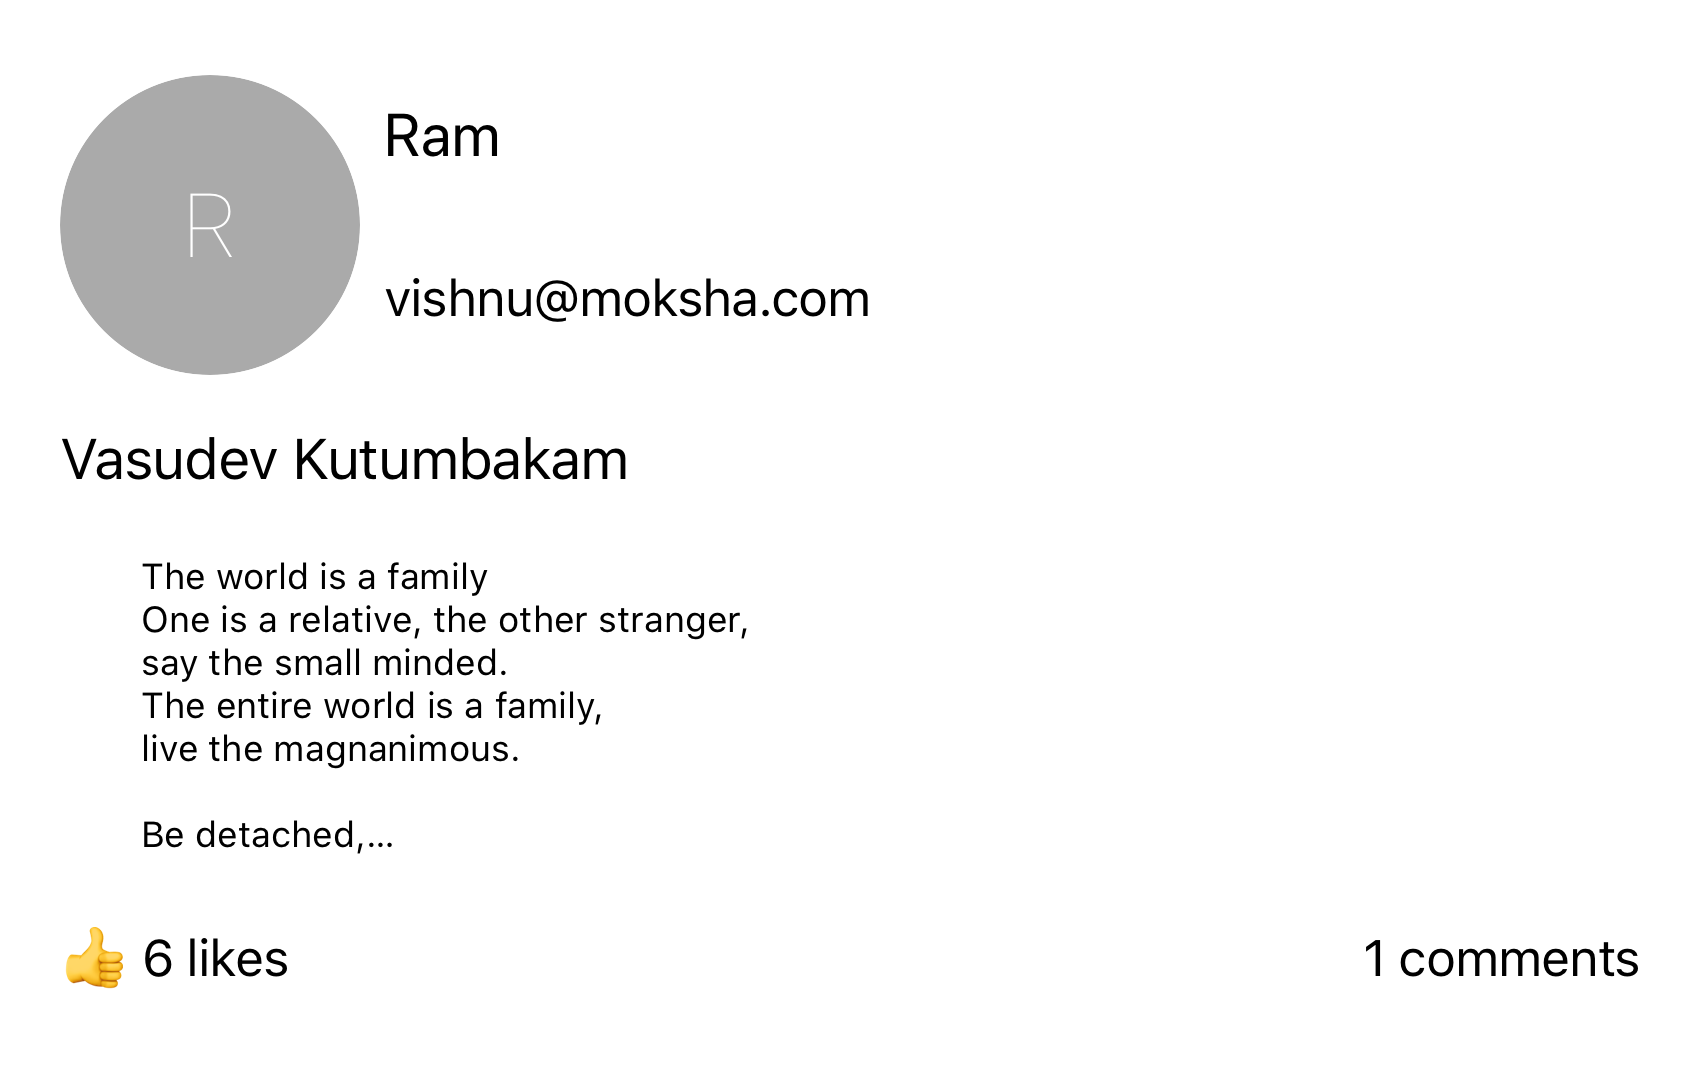 R
Ram
vishnu@moksha.com
Vasudev Kutumbakam
The world is a family
One is a relative, the other stranger,
say the small minded.
The entire world is a family,
live the magnanimous.
Be detached,...
👍 6 likes
1 comments